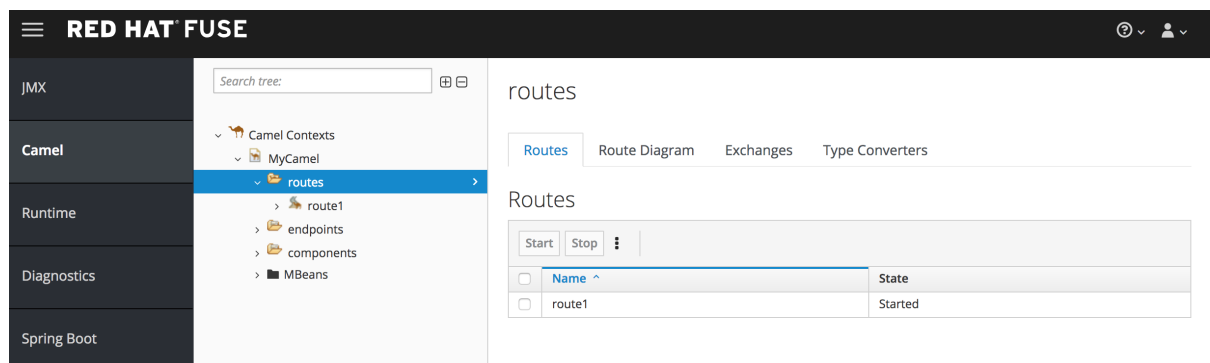 RED HAT® FUSE
JMX
Camel
Runtime
Diagnostics
Spring Boot
Search tree:
Camel Contexts
MyCamel
routes
route1
endpoints
components
MBeans
routes
Routes Route Diagram Exchanges Type Converters
Routes
Start Stop
Name State
route1 Started